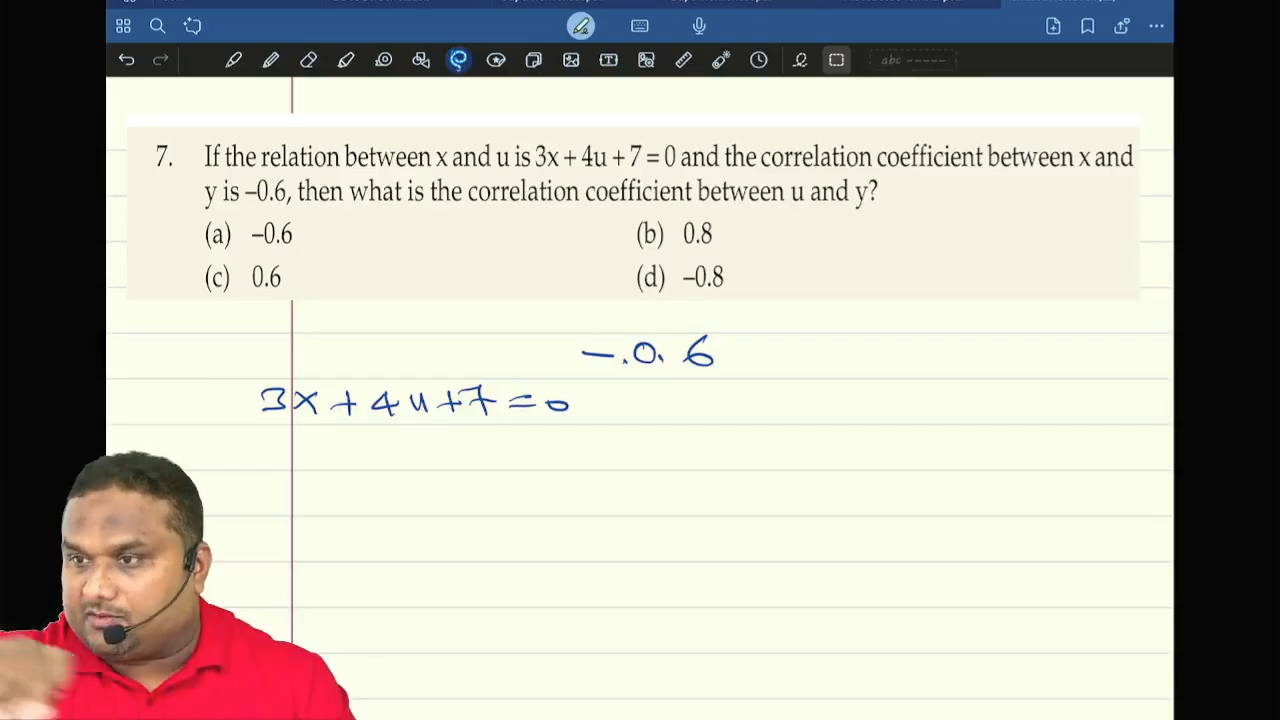 7. If the relation between x and u is 3x + 4u + 7 = 0 and the correlation coefficient between x and
y is –0.6, then what is the correlation coefficient between u and y?
(a) –0.6 (b) 0.8
(c) 0.6 (d) –0.8
–.0.6
3x + 4u + 7 = 0
abc